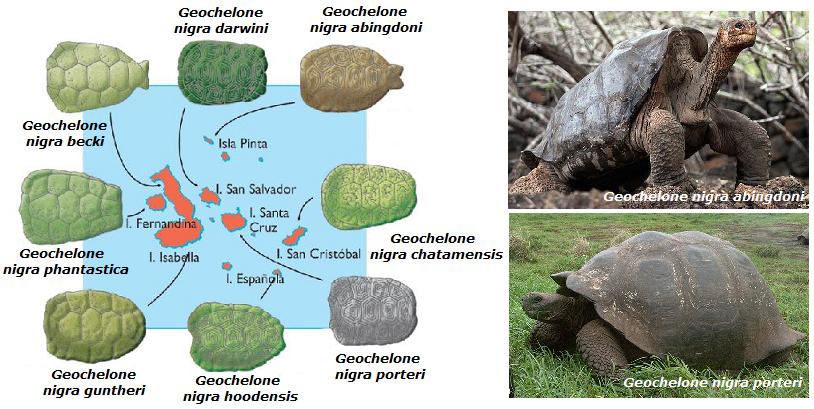 Geochelone
nigra darwini
Geochelone
nigra abingdoni
Geochelone
nigra becki
Isla Pinta
I. San Salvador
I. Fernandina
I. Santa
Cruz
Geochelone
nigra phantastica
I. Isabella
I. San Cristóbal
Geochelone
nigra chatamensis
I. Española
Geochelone
nigra guntheri
Geochelone
nigra hoodensis
Geochelone
nigra porteri
Geochelone nigra abingdoni
Geochelone nigra porteri